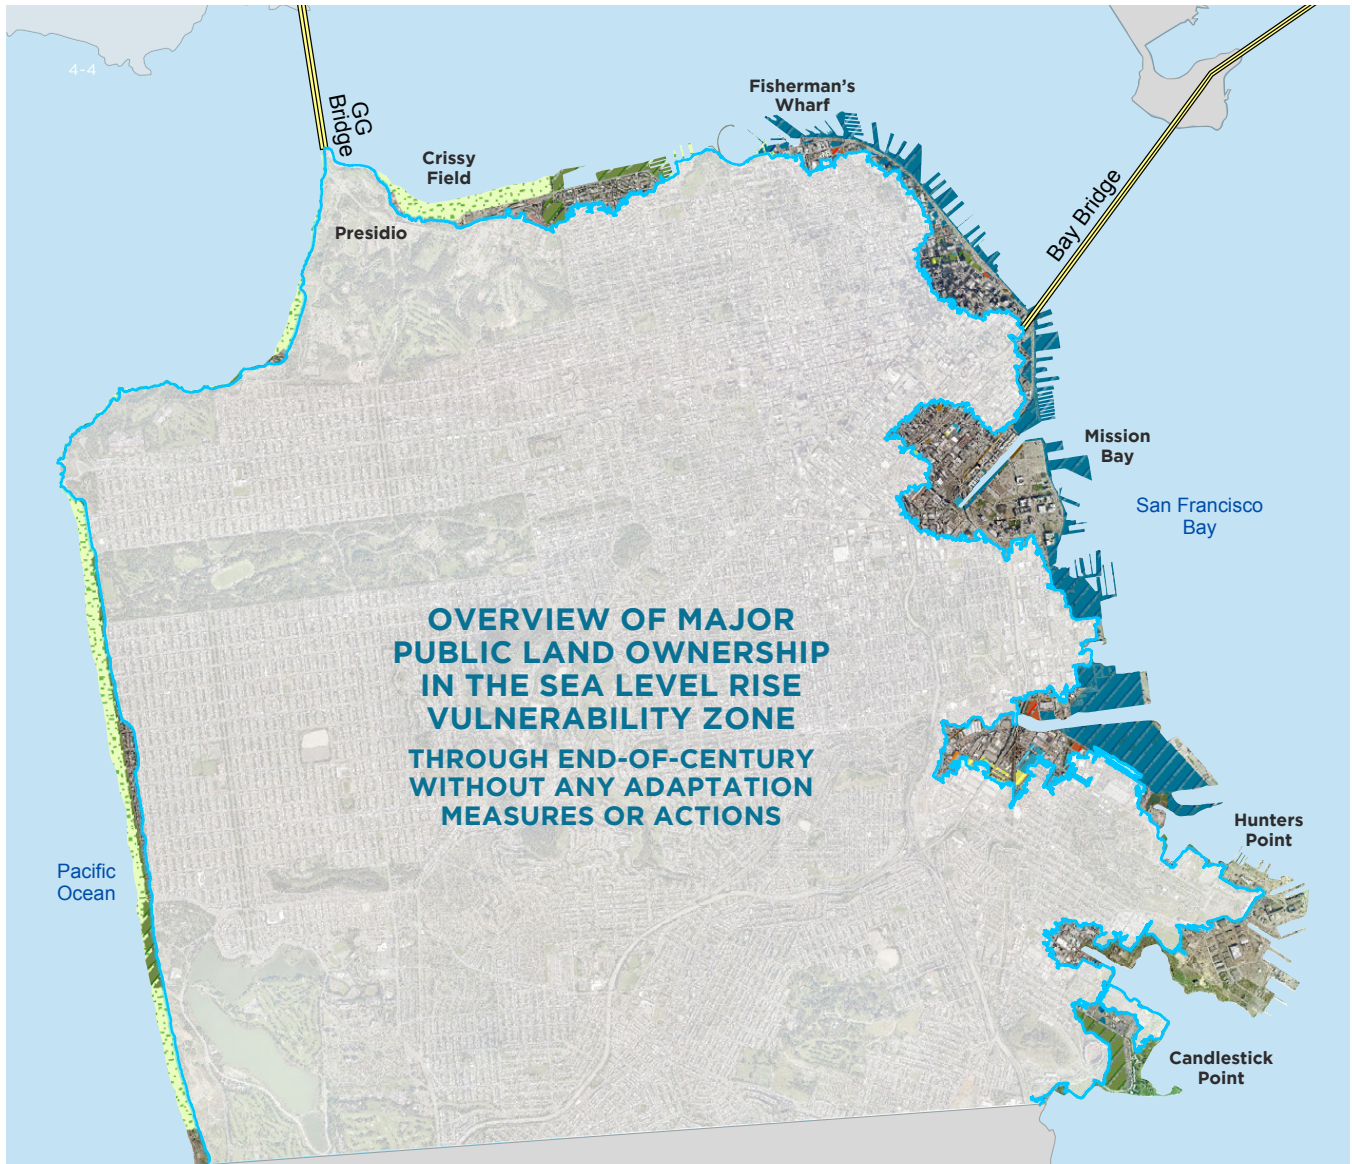 4-4
GG
Bridge
Fisherman's
Wharf
Crissy
Field
Presidio
Bay Bridge
Mission
Bay
San Francisco
Bay
OVERVIEW OF MAJOR
PUBLIC LAND OWNERSHIP
IN THE SEA LEVEL RISE
VULNERABILITY ZONE
THROUGH END-OF-CENTURY
WITHOUT ANY ADAPTATION
MEASURES OR ACTIONS
Pacific
Ocean
Hunters
Point
Candlestick
Point